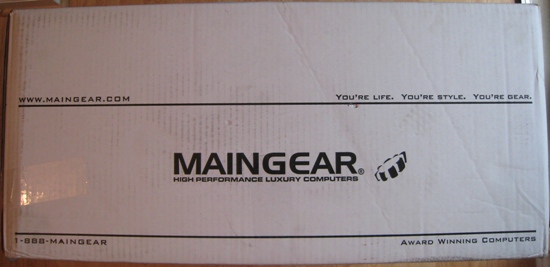 WWW.MAINGEAR.COM
YOU'RE LIFE. YOU'RE STYLE. YOU'RE GEAR.
MAINGEAR®
HIGH PERFORMANCE LUXURY COMPUTERS
1-888-MAINGEAR
AWARD WINNING COMPUTERS